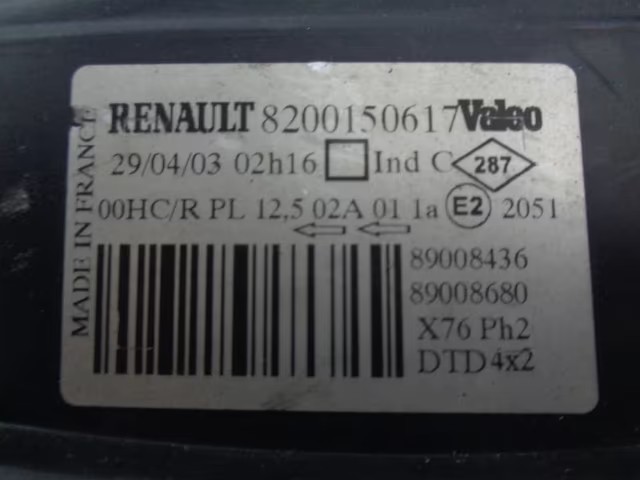 RENAULT 8200150617 Valeo
29/04/03 02h16 Ind C 287
00HC/R PL 12,5 02A 01 1a E2 2051
89008436
89008680
X76 Ph2
DTD 4x2
MADE IN FRANCE